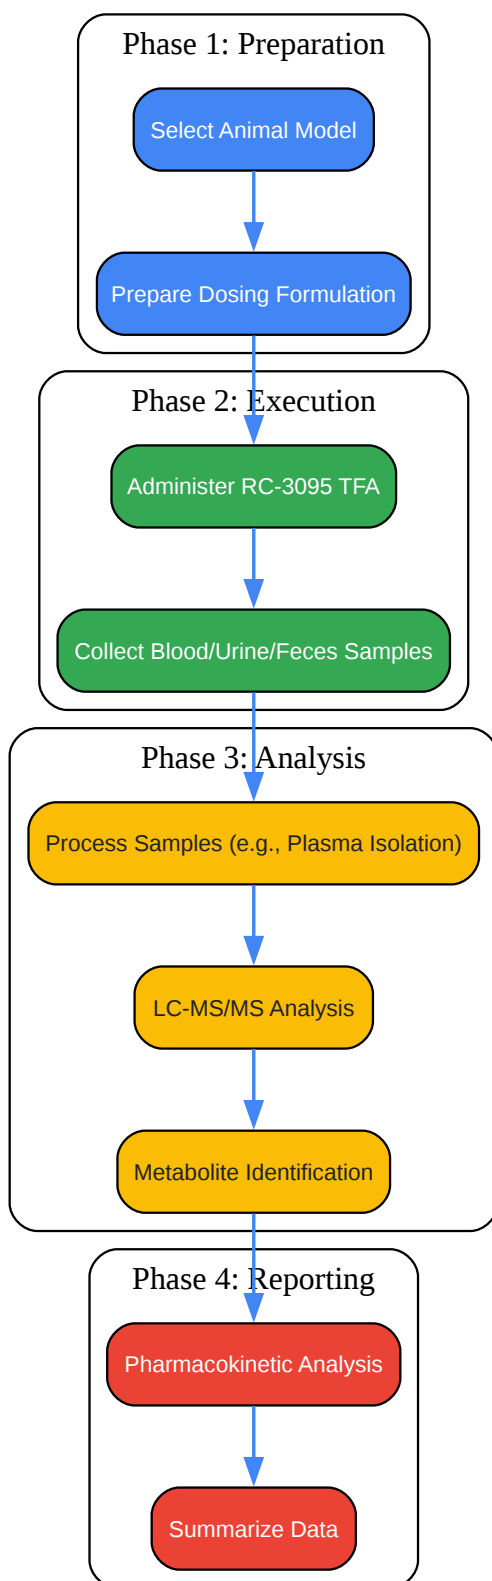 Phase 1: Preparation
Select Animal Model
Prepare Dosing Formulation
Phase 2: Execution
Administer RC-3095 TFA
Collect Blood/Urine/Feces Samples
Phase 3: Analysis
Process Samples (e.g., Plasma Isolation)
LC-MS/MS Analysis
Metabolite Identification
Phase 4: Reporting
Pharmacokinetic Analysis
Summarize Data